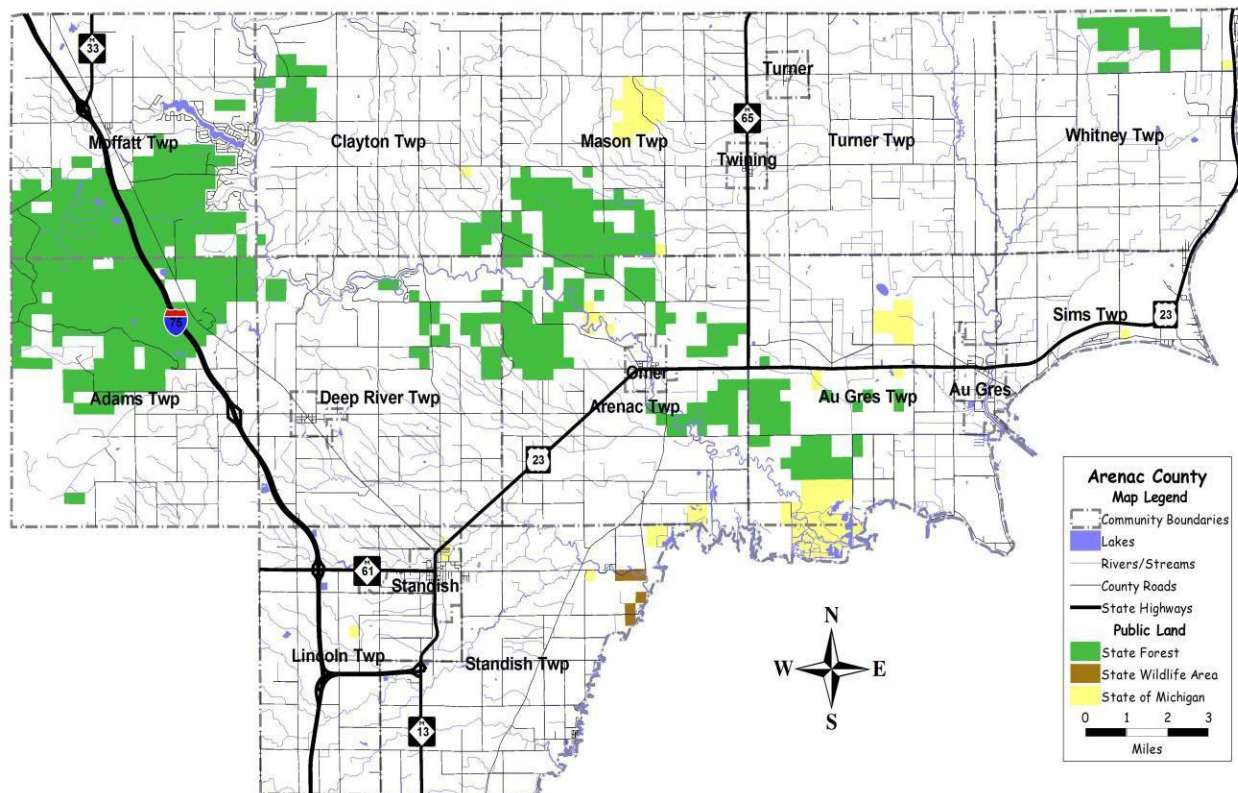 M
33
Turner
M
65
Moffatt Twp
Clayton Twp
Mason Twp
Turner Twp
Whitney Twp
Twining
75
Sims Twp
23
Omer
Adams Twp
Deep River Twp
Arenac Twp
Au Gres Twp
Au Gres
23
M
61
Standish
Lincoln Twp
Standish Twp
M
13
N
W E
S
Arenac County
Map Legend
Community Boundaries
Lakes
Rivers/Streams
County Roads
State Highways
Public Land
State Forest
State Wildlife Area
State of Michigan
0 1 2 3
Miles